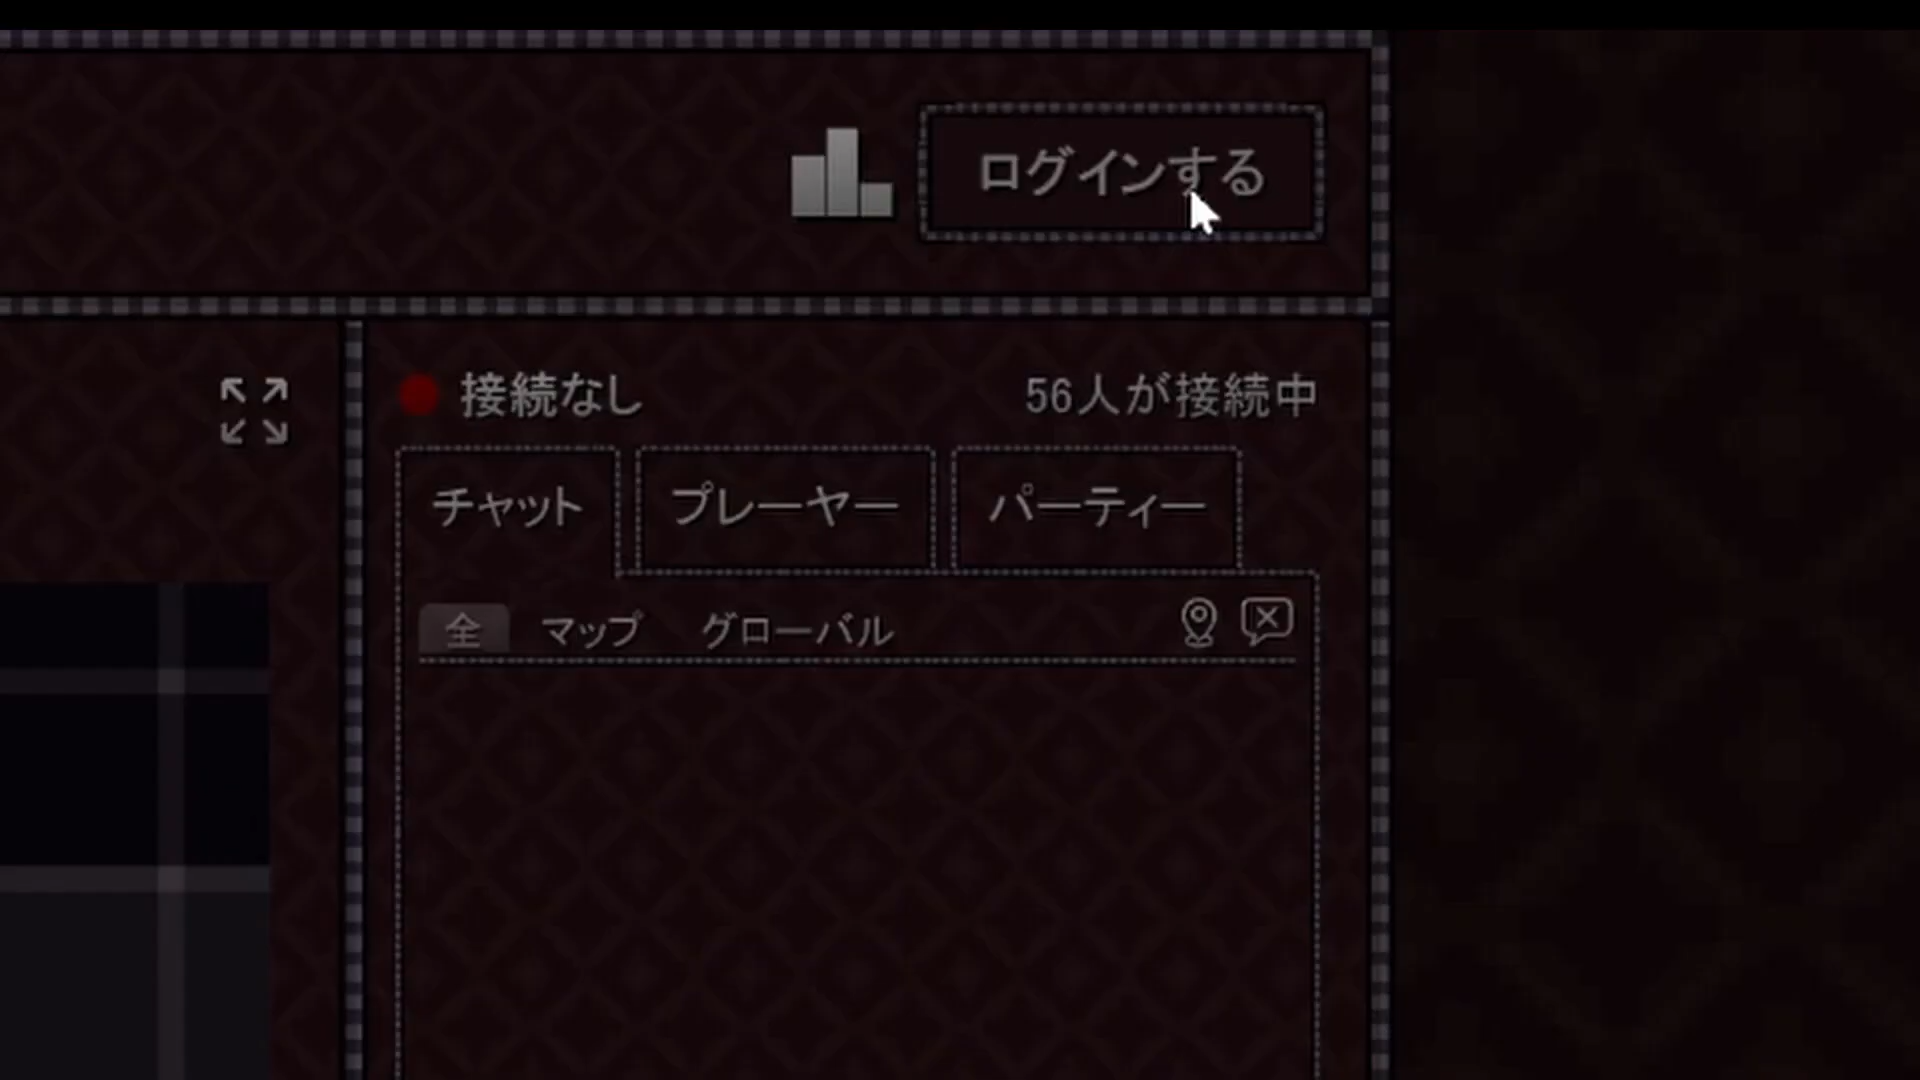 ログインする
接続なし 56人が接続中
チャット プレーヤー パーティー
全 マップ グローバル